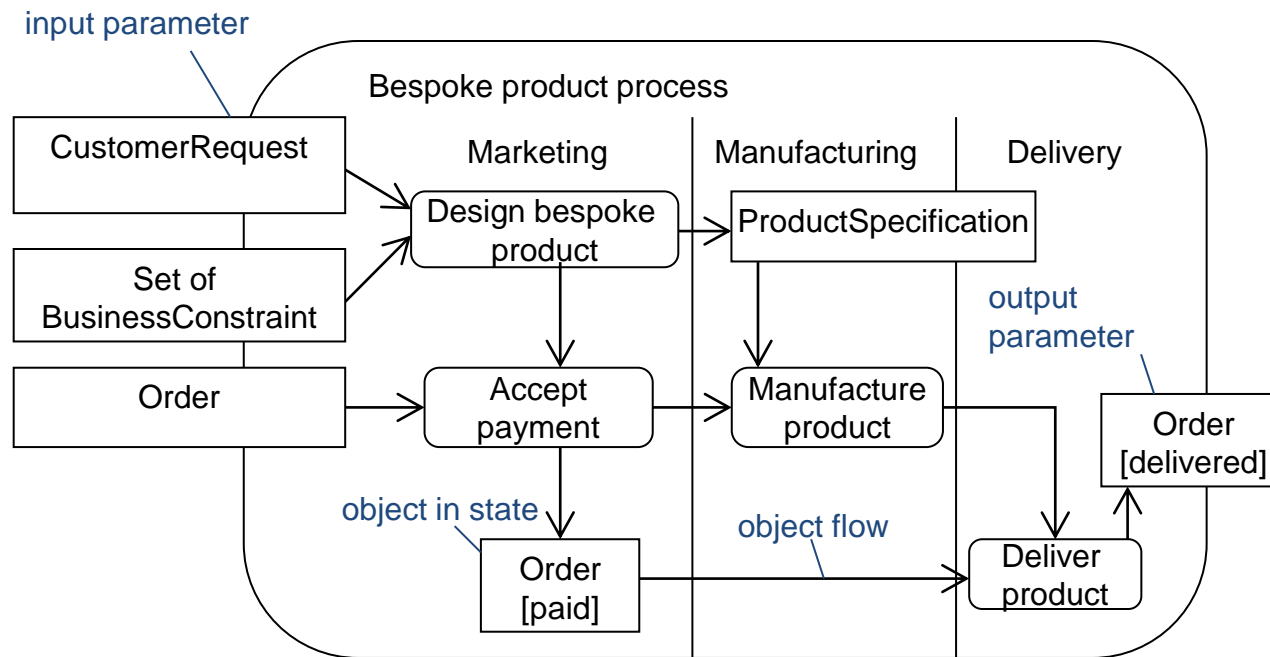 input parameter
Bespoke product process
CustomerRequest
Marketing
Manufacturing
Delivery
Design bespoke
product
ProductSpecification
Set of
BusinessConstraint
output
parameter
Order
Accept
payment
Manufacture
product
Order
[delivered]
object in state
object flow
Order
[paid]
Deliver
product